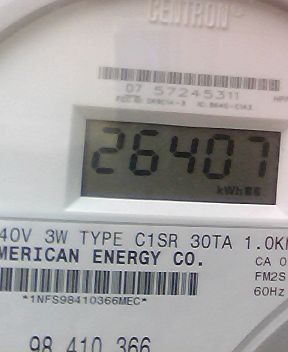 CENTRON
07 57245311
26407
kWh
40V 3W TYPE C1SR 30TA 1.0K
MERICAN ENERGY CO.
CA 0
FM2S
60Hz
*1NFS98410366MEC*
98 410 366